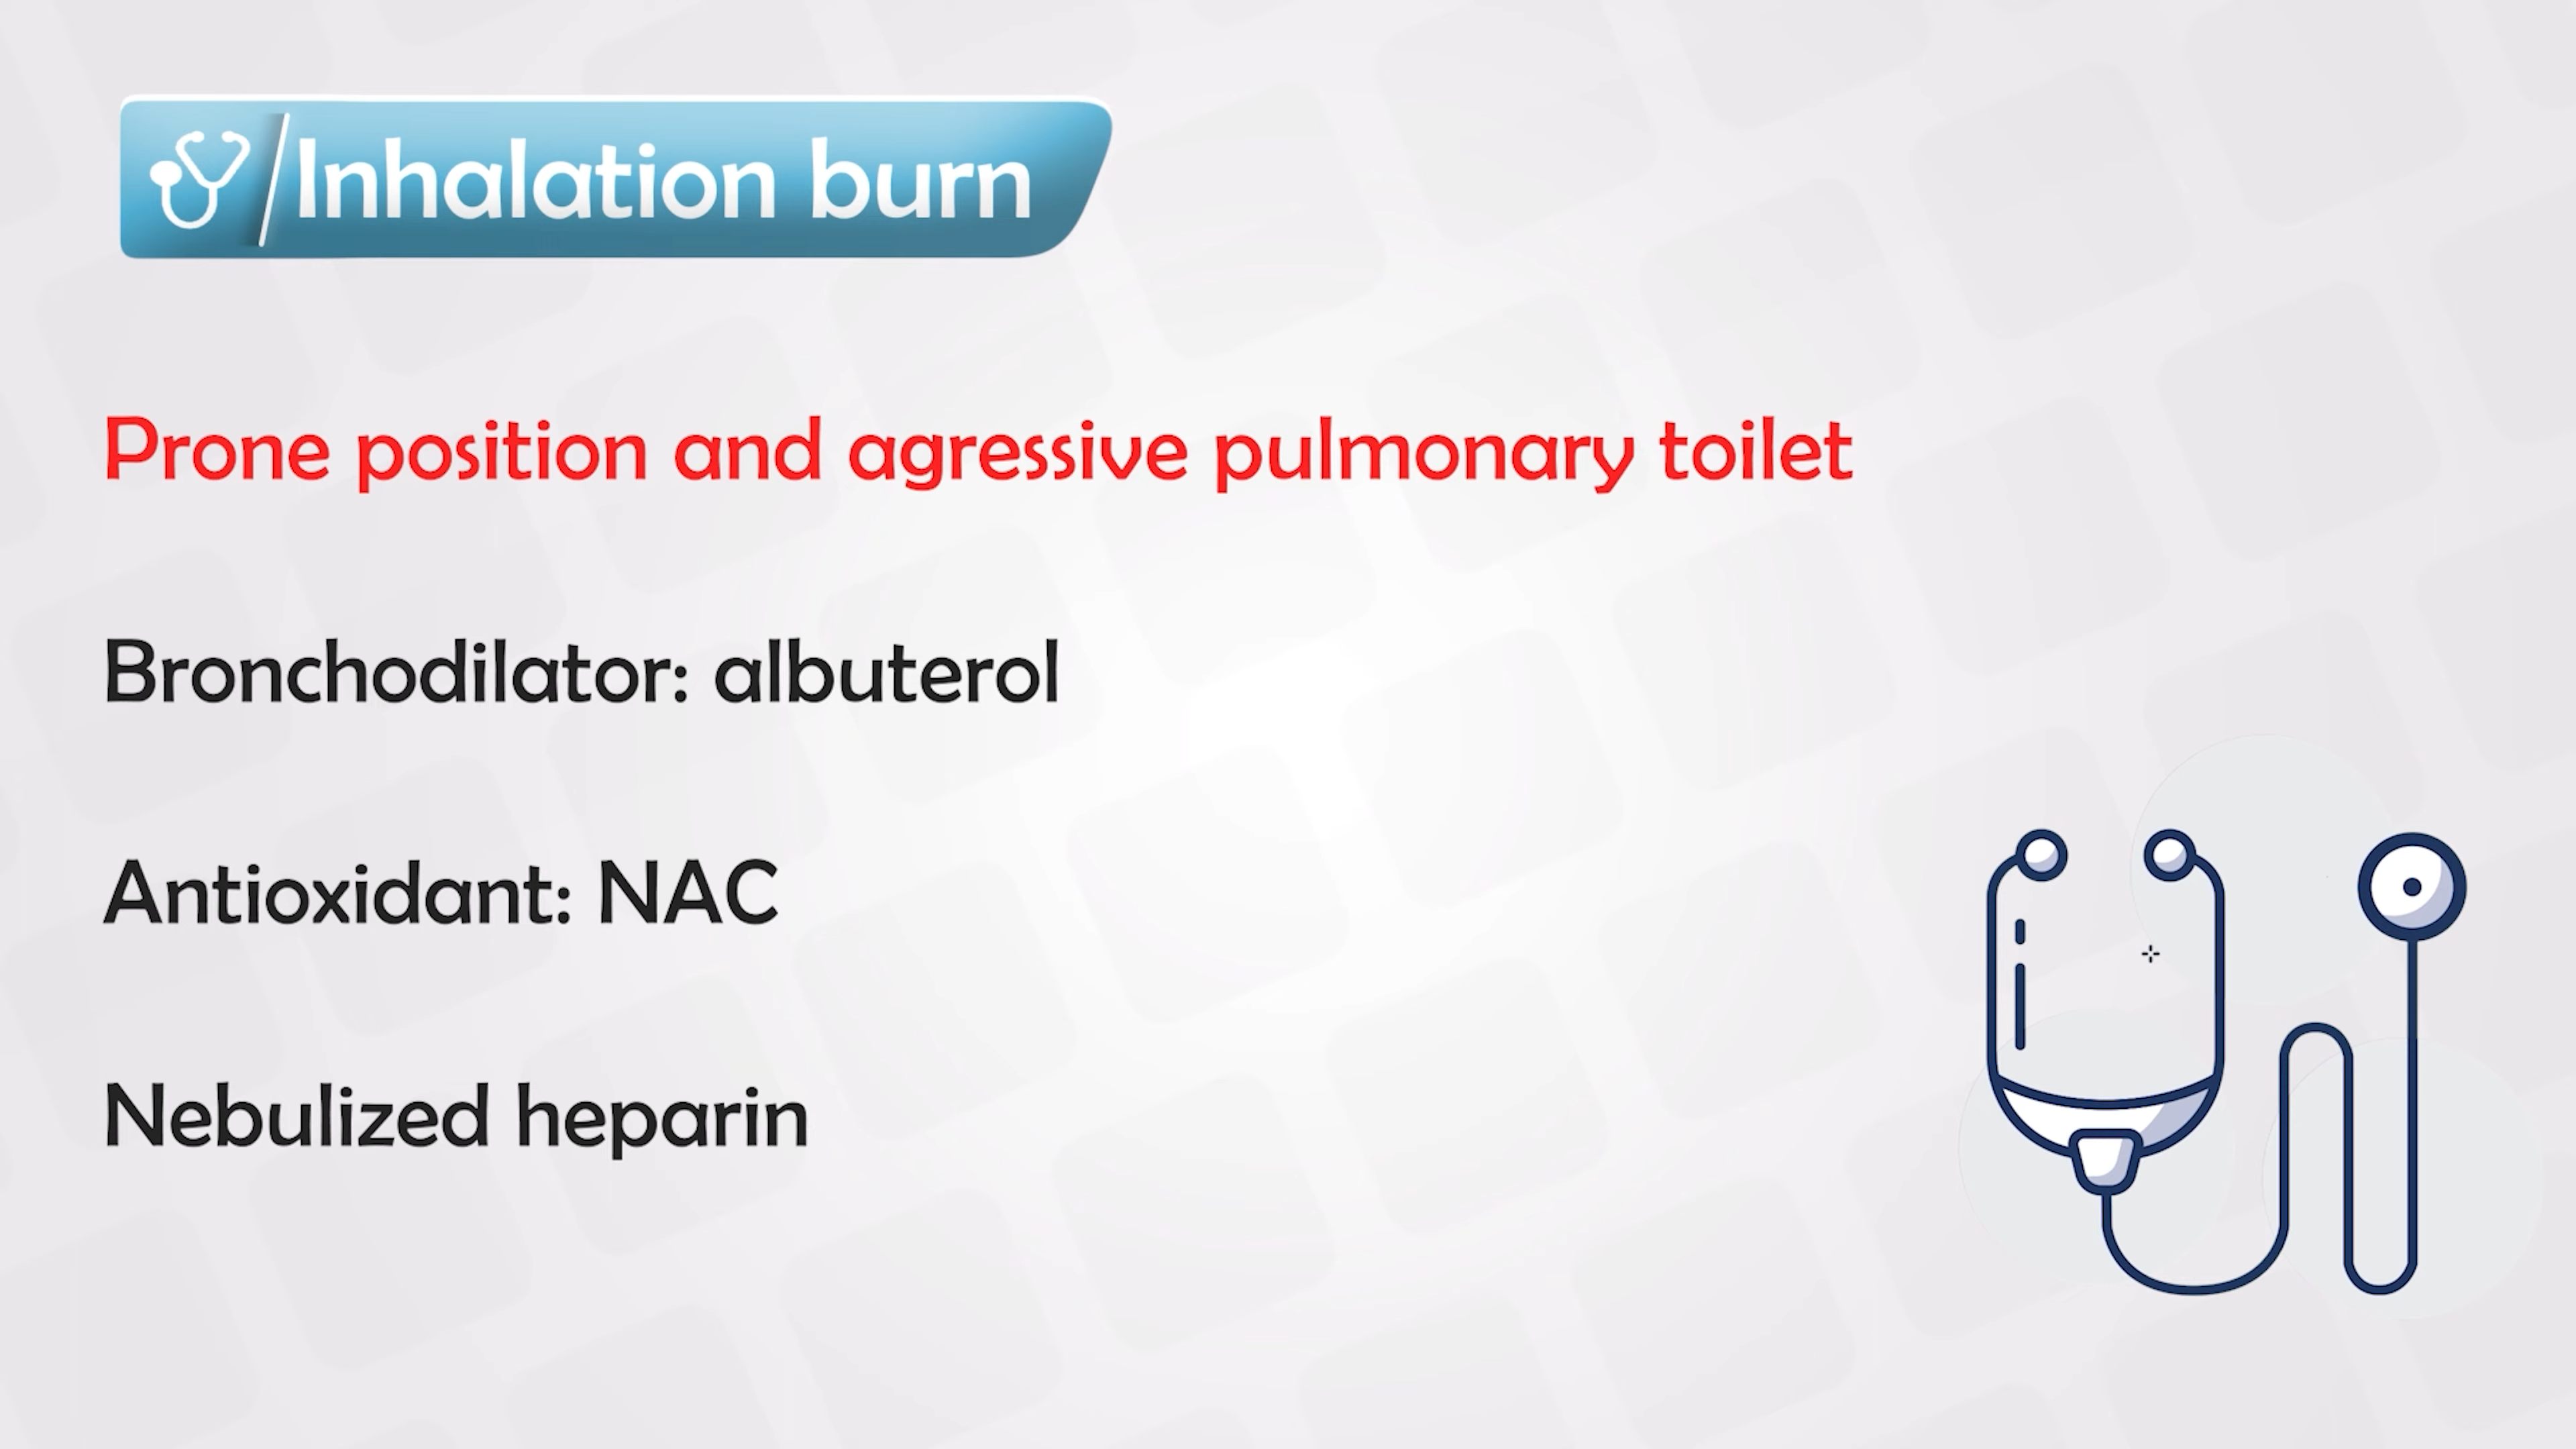 Inhalation burn
Prone position and agressive pulmonary toilet
Bronchodilator: albuterol
Antioxidant: NAC
Nebulized heparin